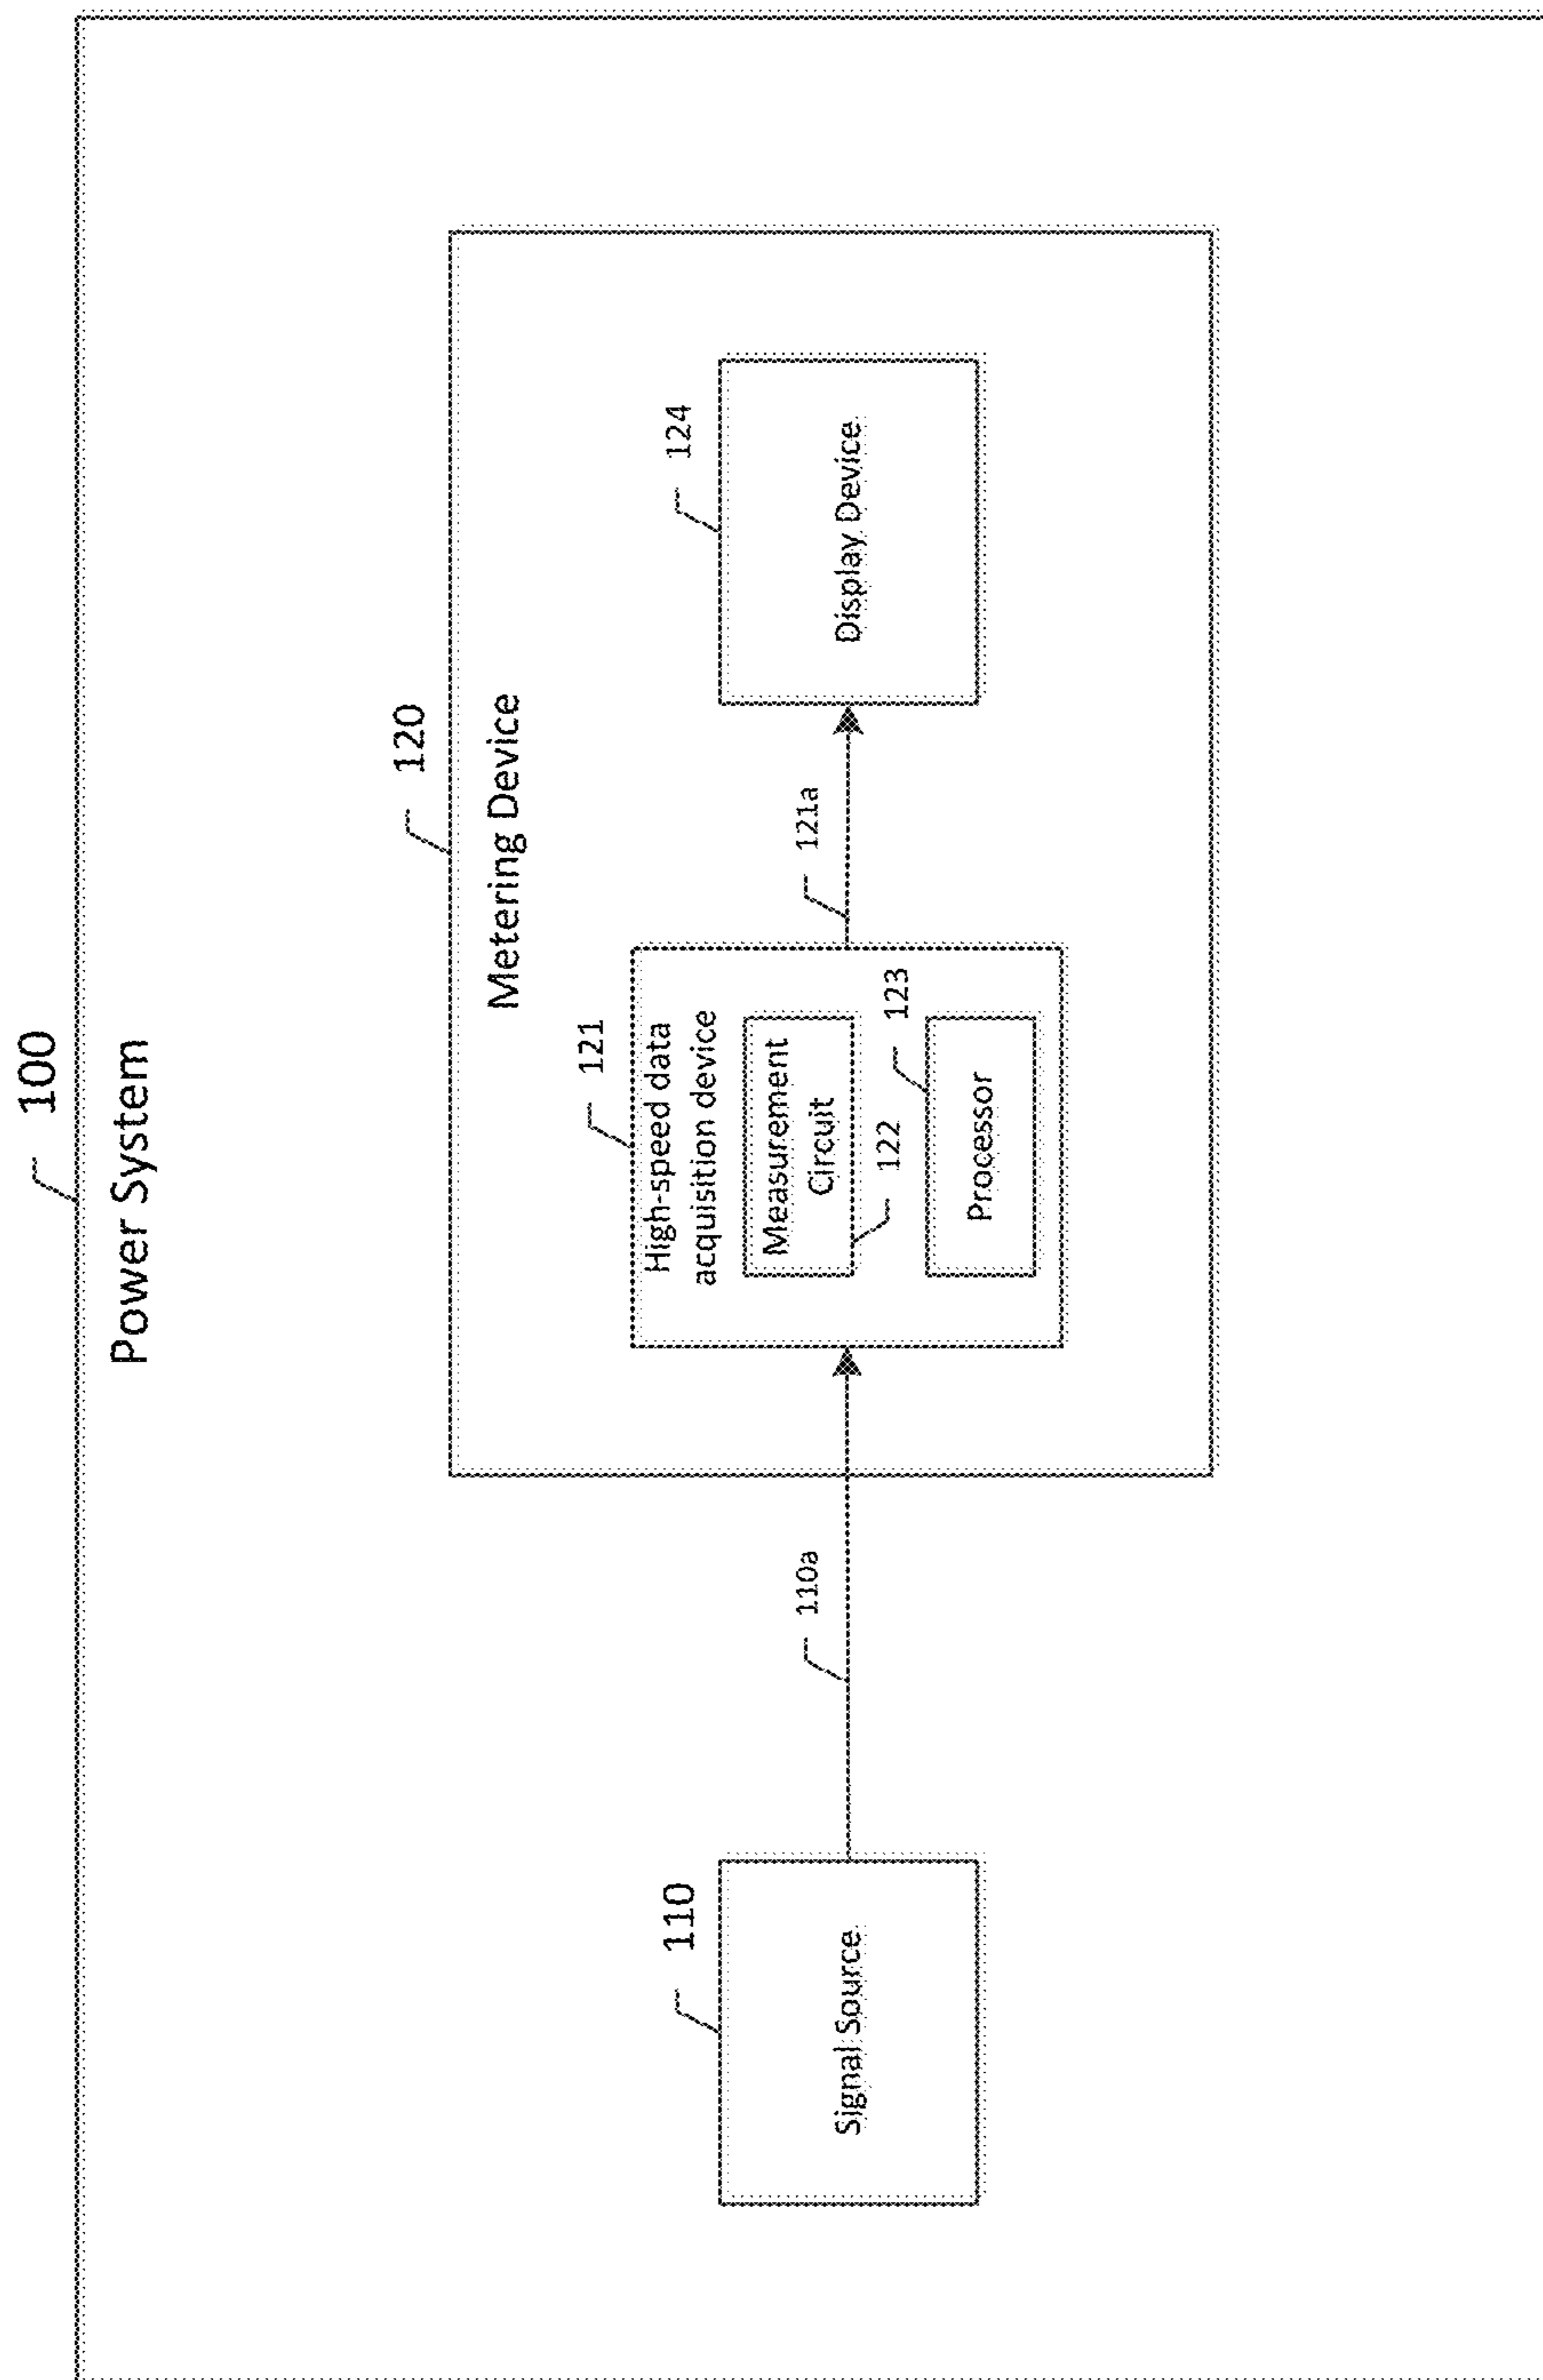 100
Power System
120
Metering Device
121
High-speed data
acquisition device
Measurement
Circuit
122
123
Processor
110
Signal Source
110a
121a
124
Display Device